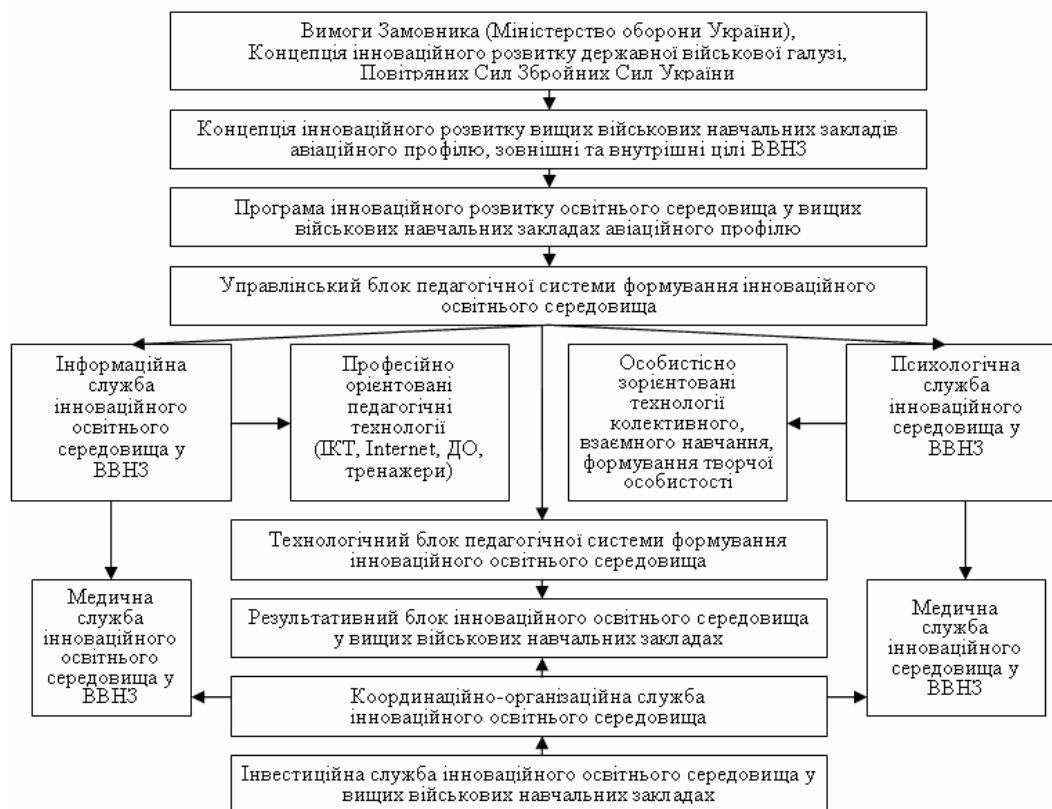 Вимоги Замовника (Міністерство оборони України),
Концепція інноваційного розвитку державної військової галузі,
Повітряних Сил Збройних Сил України
Концепція інноваційного розвитку вищих військових навчальних закладів
авіаційного профілю, зовнішні та внутрішні цілі ВВНЗ
Програма інноваційного розвитку освітнього середовища у вищих
військових навчальних закладах авіаційного профілю
Управлінський блок педагогічної системи формування інноваційного
освітнього середовища
Інформаційна
служба
інноваційного
освітнього
середовища у
ВВНЗ
Професійно
орієнтовані
педагогічні
технології
(ІКТ, Internet, ДО,
тренажери)
Особистісно
зорієнтовані
технології
колективного,
взаємного навчання,
формування творчої
особистості
Психологічна
служба
інноваційного
освітнього
середовища у
ВВНЗ
Технологічний блок педагогічної системи формування
інноваційного освітнього середовища
Медична
служба
інноваційного
освітнього
середовища у
ВВНЗ
Результативний блок інноваційного освітнього середовища
у вищих військових навчальних закладах
Медична
служба
інноваційного
середовища у
ВВНЗ
Координаційно-організаційна служба
інноваційного освітнього середовища
Інвестиційна служба інноваційного освітнього середовища у
вищих військових навчальних закладах